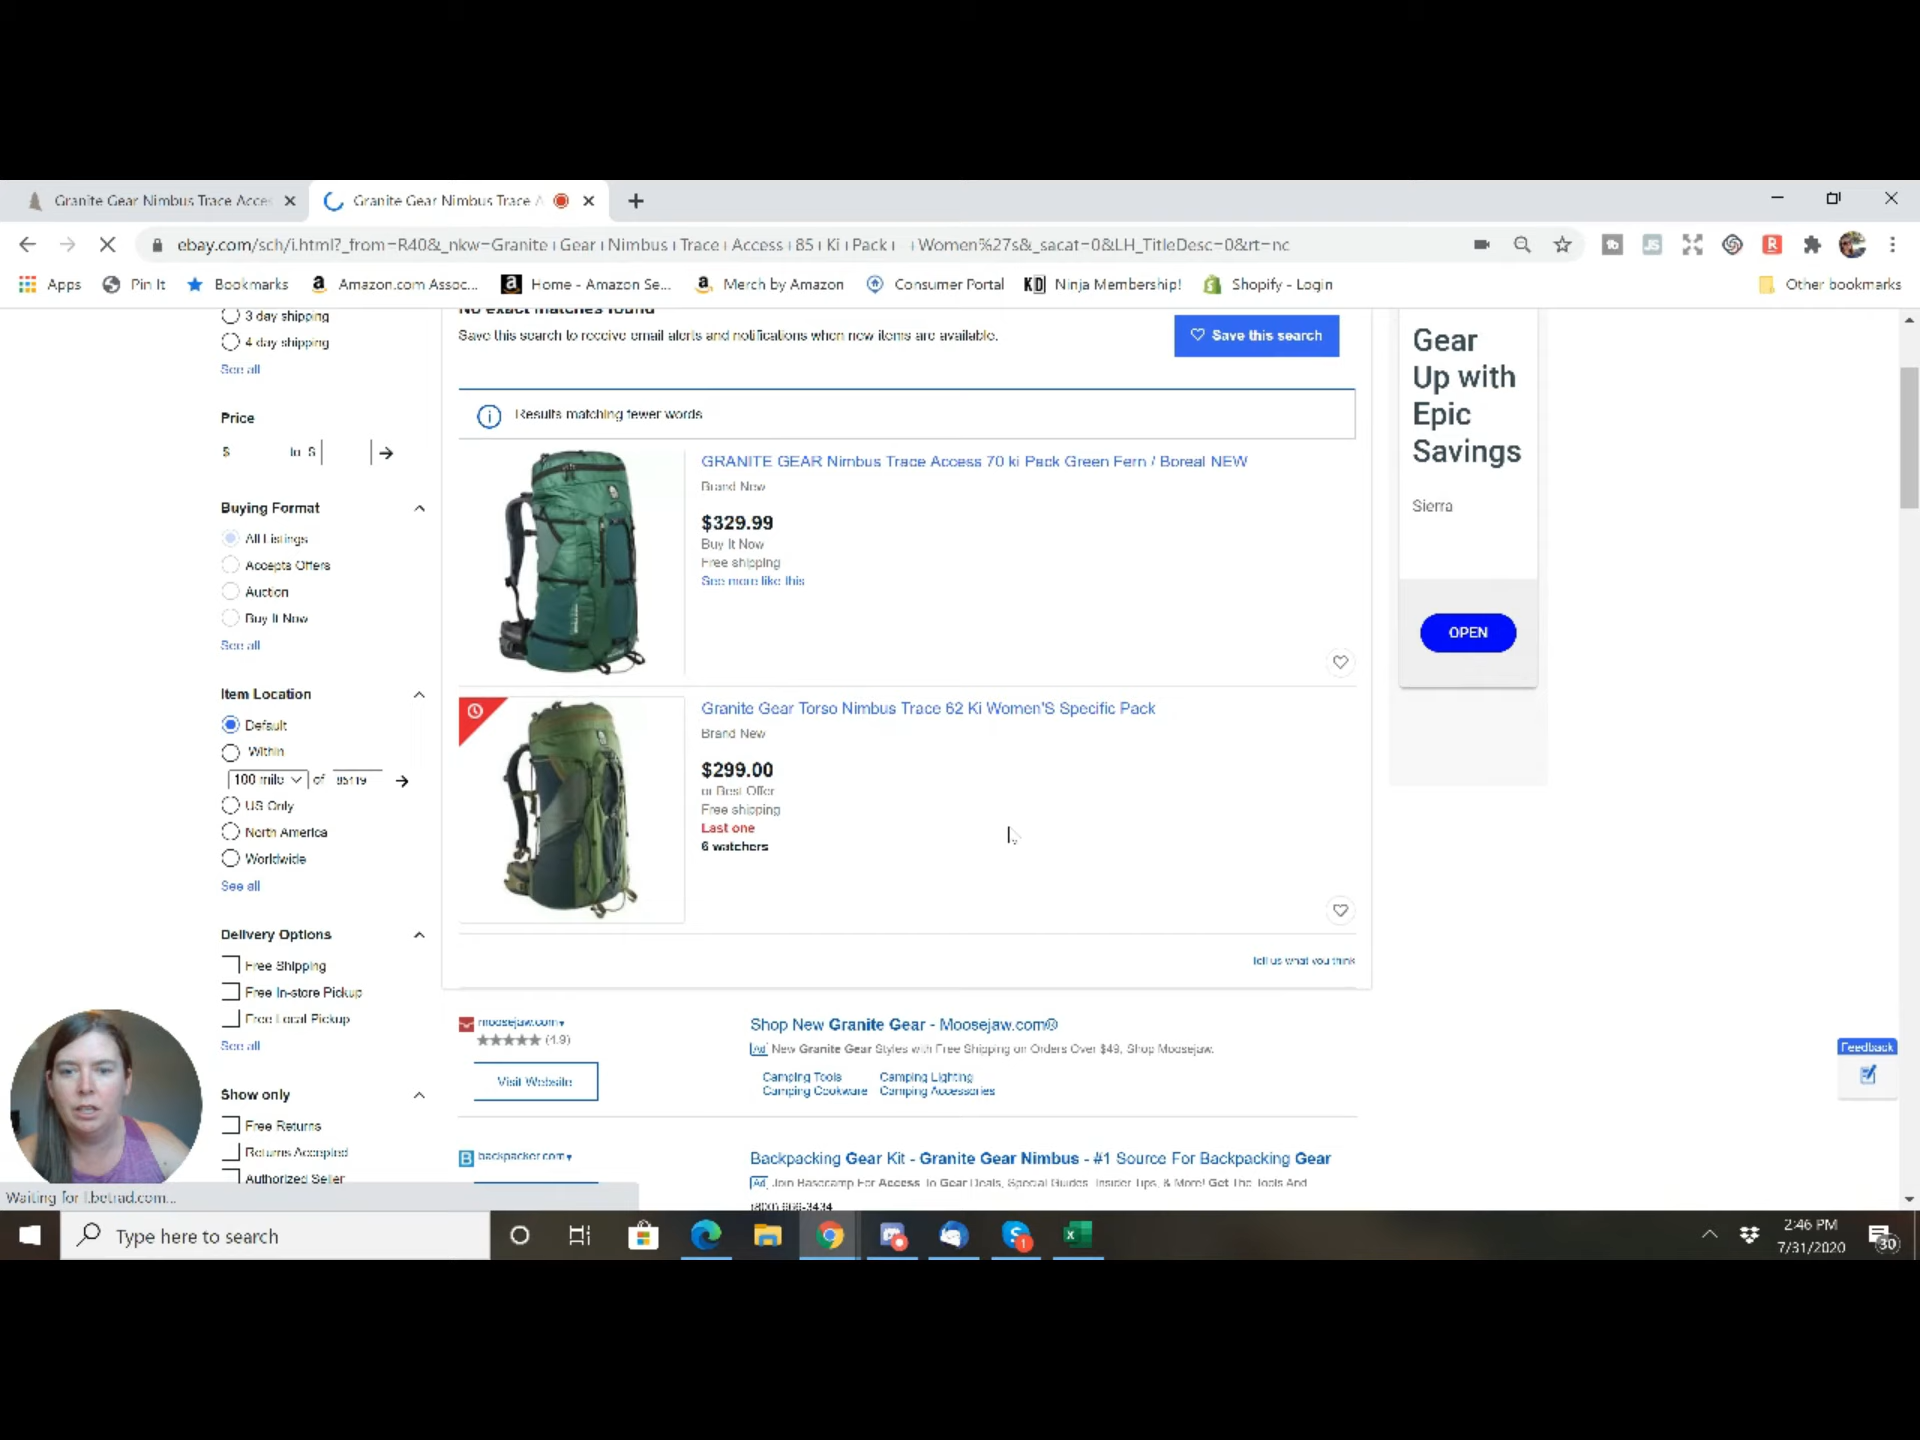 Granite Gear Nimbus Trace Acce
Granite Gear Nimbus Trace A
ebay.com/sch/i.html?_from=R40&_nkw=Granite+Gear+Nimbus+Trace+Access+85+Ki+Pack+-+Women%27s&_sacat=0&LH_TitleDesc=0&rt=nc
Apps
Pin It
Bookmarks
Amazon.com Assoc...
Home - Amazon Se...
Merch by Amazon
Consumer Portal
KD Ninja Membership!
Shopify - Login
Other bookmarks
3 day shipping
4 day shipping
See all
Price
$ to $
Buying Format
All Listings
Accepts Offers
Auction
Buy It Now
See all
Item Location
Default
Within
100 mile of 85119
US Only
North America
Worldwide
See all
Delivery Options
Free Shipping
Free In-store Pickup
Free Local Pickup
See all
Show only
Free Returns
Returns Accepted
Authorized Seller
No exact matches found
Save this search to receive email alerts and notifications when new items are available.
Save this search
Results matching fewer words
GRANITE GEAR Nimbus Trace Access 70 ki Pack Green Fern / Boreal NEW
Brand New
$329.99
Buy It Now
Free shipping
See more like this
Granite Gear Torso Nimbus Trace 62 Ki Women'S Specific Pack
Brand New
$299.00
or Best Offer
Free shipping
Last one
6 watchers
Tell us what you think
moosejaw.com
(4.9)
Visit Website
Shop New Granite Gear - Moosejaw.com®
Ad New Granite Gear Styles with Free Shipping on Orders Over $49, Shop Moosejaw.
Camping Tools Camping Lighting
Camping Cookware Camping Accessories
backpacker.com
Backpacking Gear Kit - Granite Gear Nimbus - #1 Source For Backpacking Gear
Ad Join Basecamp For Access To Gear Deals, Special Guides, Insider Tips, & More! Get The Tools And
(800) 666-3434
Gear
Up with
Epic
Savings
Sierra
OPEN
Feedback
Waiting for l.betrad.com...
Type here to search
2:46 PM
7/31/2020
30